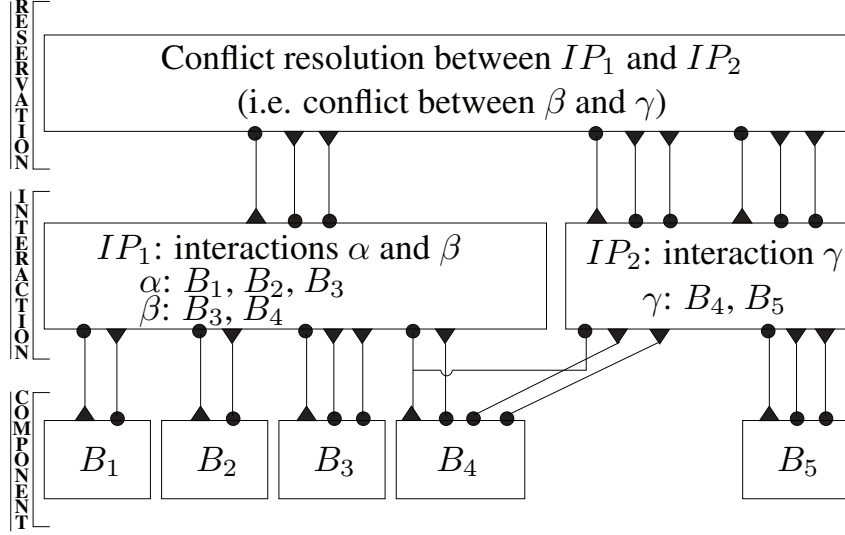 RESERVATION
Conflict resolution between IP₁ and IP₂
(i.e. conflict between β and γ)
INTERACTION
IP₁: interactions α and β
α: B₁, B₂, B₃
β: B₃, B₄
IP₂: interaction γ
γ: B₄, B₅
COMPONENT
B₁
B₂
B₃
B₄
B₅